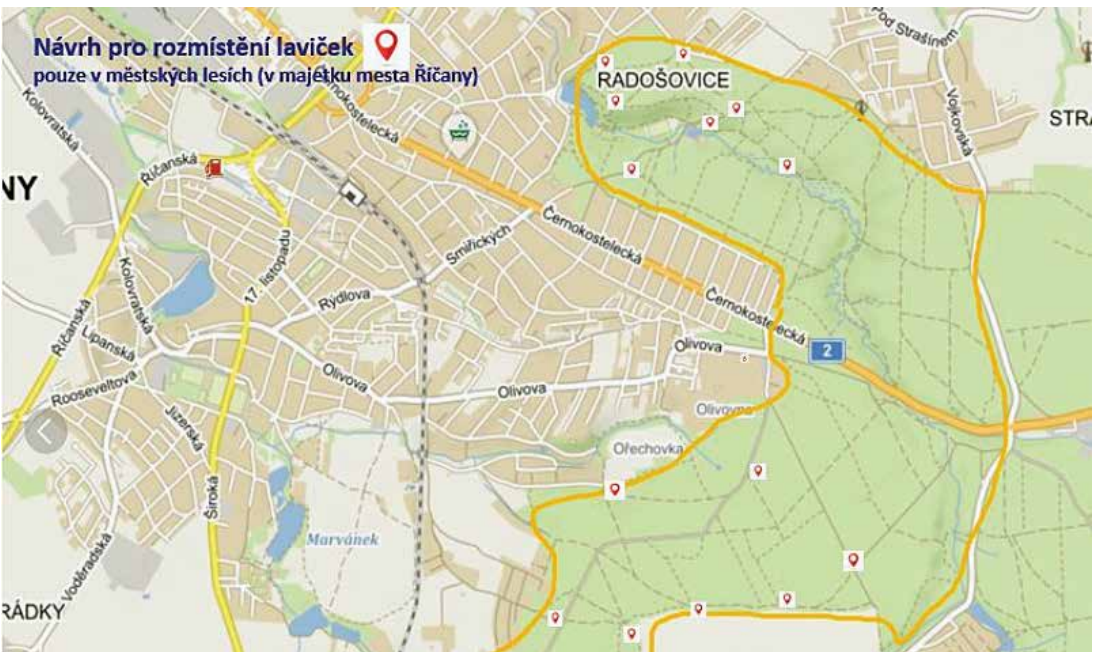 Návrh pro rozmístění laviček
pouze v městských lesích (v majetku mesta Říčany)
Pod Strašínem
RADOŠOVICE
Kolovratská
Černokostelecká
Vojkovská
STRA
Říčanská
NY
Smiřických
Černokostelecká
17. listopadu
Kolovratská
Rýdlova
Černokostelecká
Říčanská
Lipanská
Olivova
2
Rooseveltova
Olivova
Olivova
Olivovna
Jizerská
Ořechovka
Široká
Marvánek
Voděradská
RÁDKY